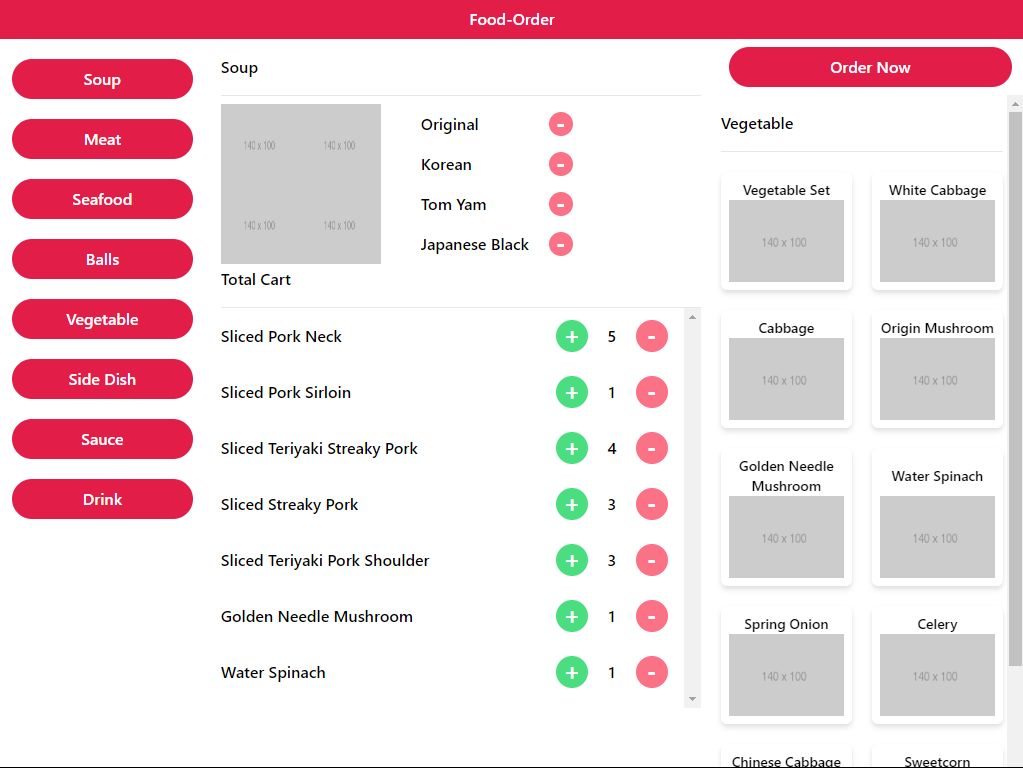 Food-Order
Soup
Meat
Seafood
Balls
Vegetable
Side Dish
Sauce
Drink
Soup
140 x 100 140 x 100
140 x 100 140 x 100
Original -
Korean -
Tom Yam -
Japanese Black -
Total Cart
Sliced Pork Neck + 5 -
Sliced Pork Sirloin + 1 -
Sliced Teriyaki Streaky Pork + 4 -
Sliced Streaky Pork + 3 -
Sliced Teriyaki Pork Shoulder + 3 -
Golden Needle Mushroom + 1 -
Water Spinach + 1 -
Order Now
Vegetable
Vegetable Set
140 x 100
White Cabbage
140 x 100
Cabbage
140 x 100
Origin Mushroom
140 x 100
Golden Needle
Mushroom
140 x 100
Water Spinach
140 x 100
Spring Onion
140 x 100
Celery
140 x 100
Chinese Cabbage
Sweetcorn